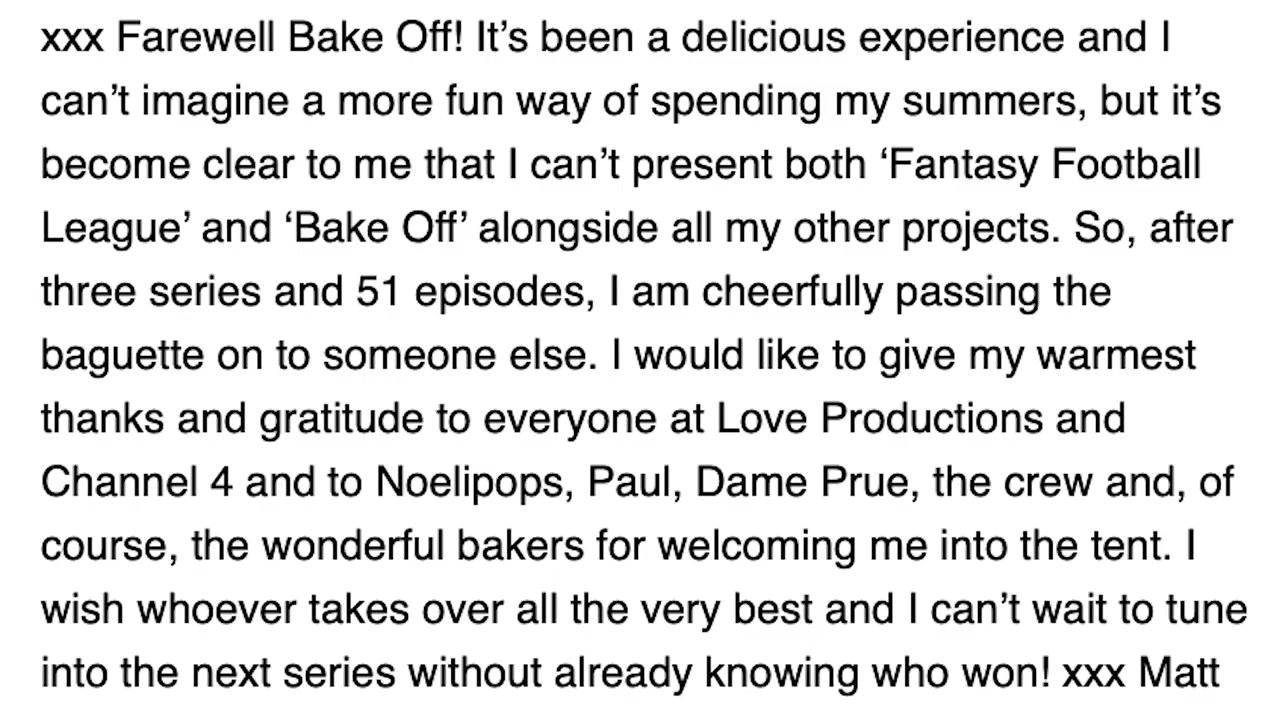 xxx Farewell Bake Off! It’s been a delicious experience and I
can’t imagine a more fun way of spending my summers, but it’s
become clear to me that I can’t present both ‘Fantasy Football
League’ and ‘Bake Off’ alongside all my other projects. So, after
three series and 51 episodes, I am cheerfully passing the
baguette on to someone else. I would like to give my warmest
thanks and gratitude to everyone at Love Productions and
Channel 4 and to Noelipops, Paul, Dame Prue, the crew and, of
course, the wonderful bakers for welcoming me into the tent. I
wish whoever takes over all the very best and I can’t wait to tune
into the next series without already knowing who won! xxx Matt